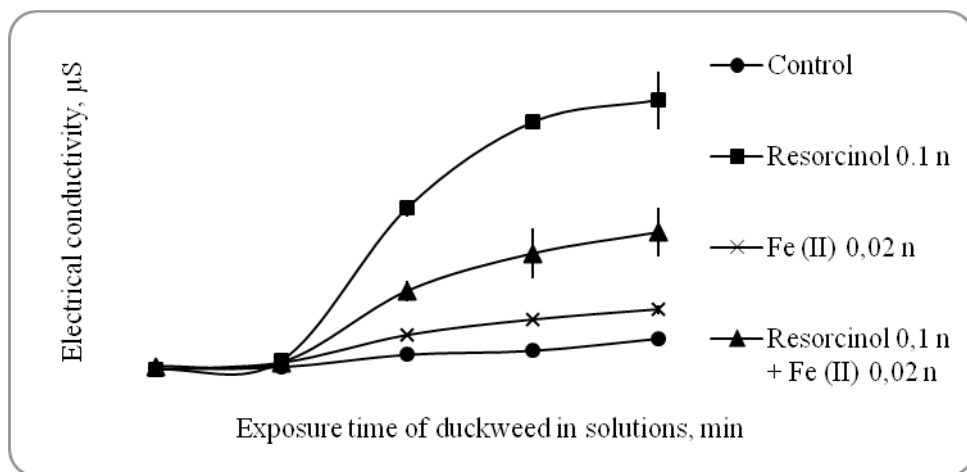 Electrical conductivity, µS
Control
Resorcinol 0.1 n
Fe (II) 0,02 n
Resorcinol 0,1 n
+ Fe (II) 0,02 n
Exposure time of duckweed in solutions, min